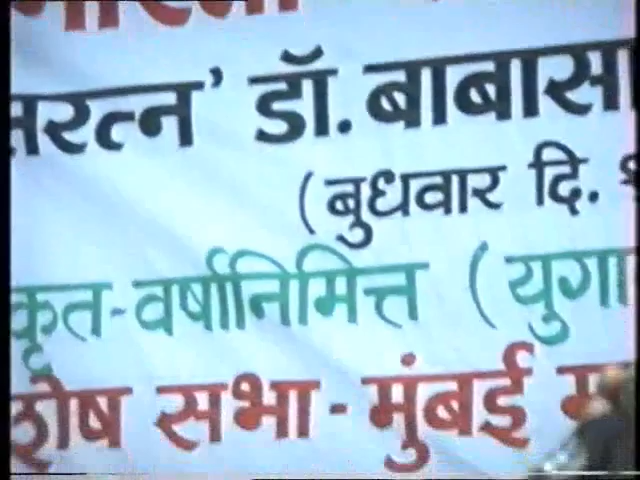 रत्न' डॉ. बाबासा
(बुधवार दि.
कृत-वर्षानिमित्त (युगा
शेष सभा - मुंबई